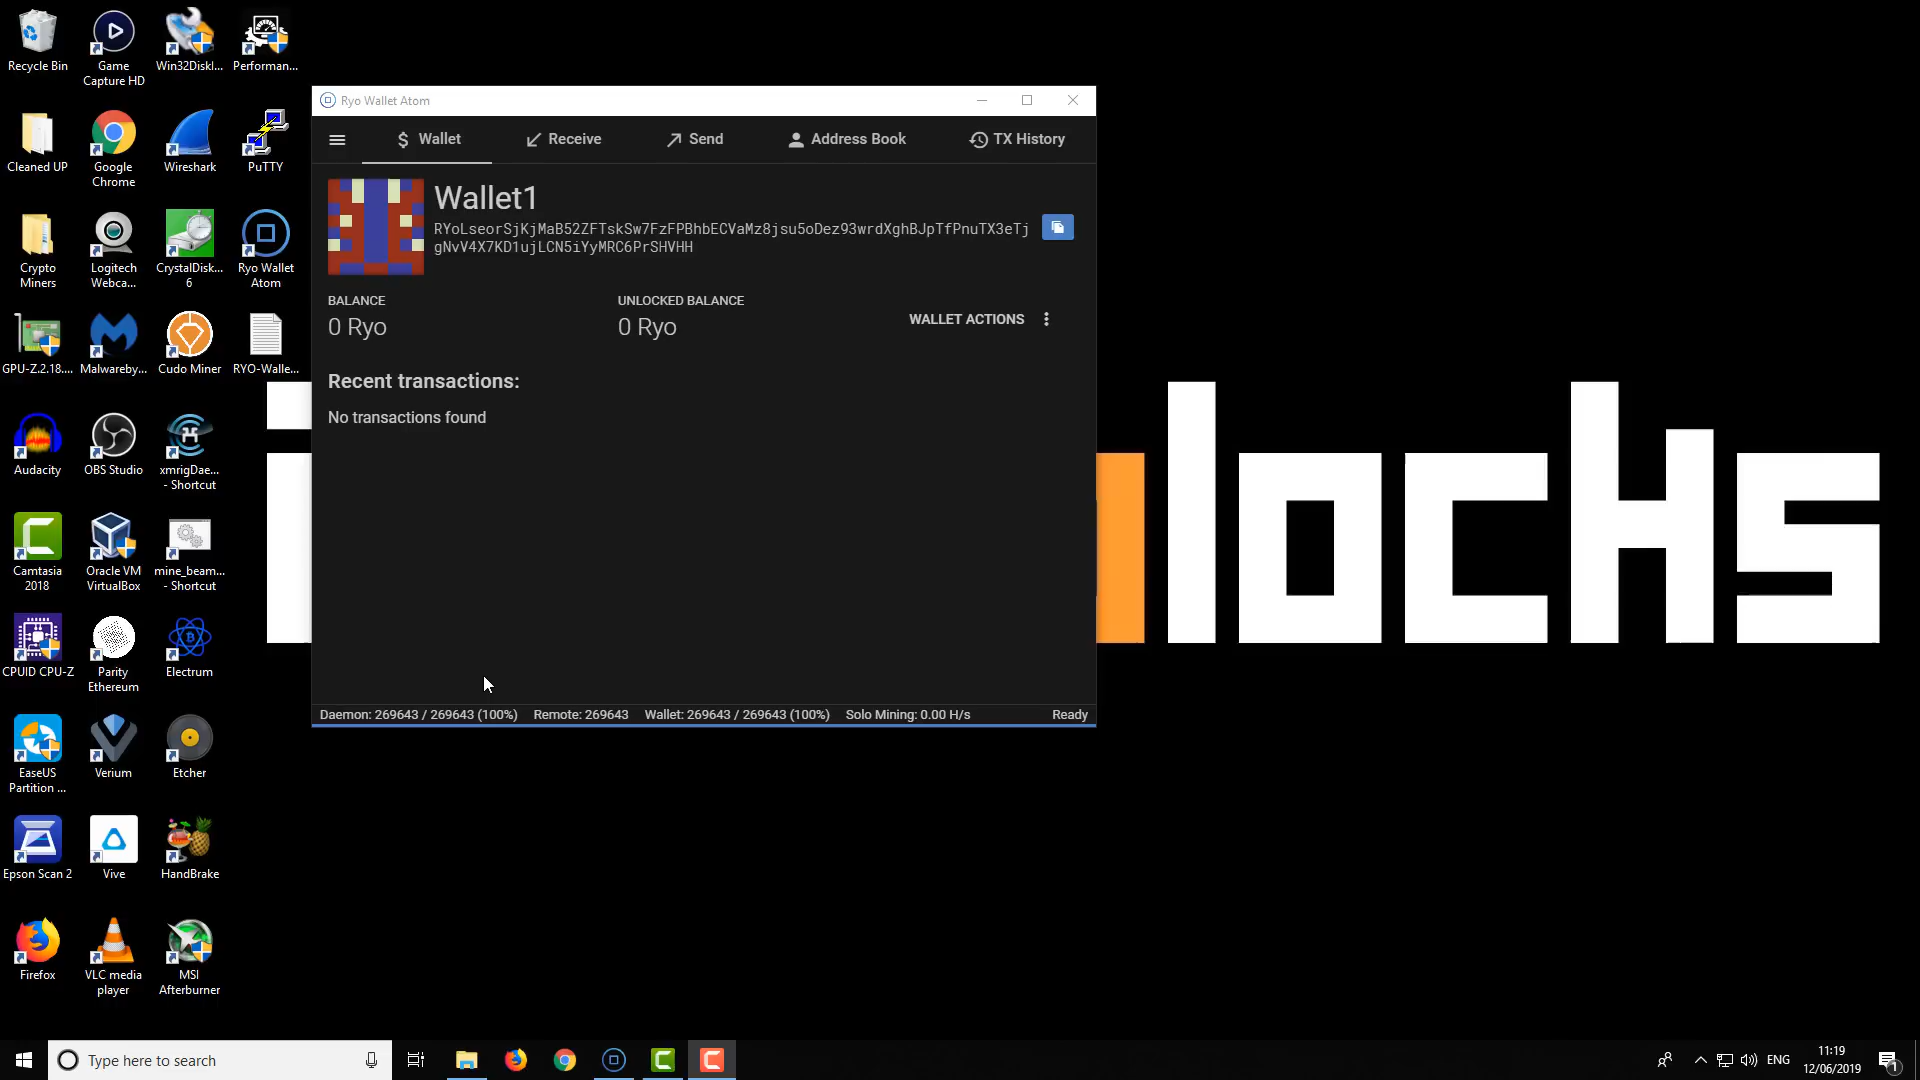 Recycle Bin
Game
Capture HD
Win32DiskI...
Performan...
Cleaned UP
Google
Chrome
Wireshark
PuTTY
Crypto
Miners
Logitech
Webca...
CrystalDisk...
6
Ryo Wallet
Atom
GPU-Z.2.18....
Malwareby...
Cudo Miner
RYO-Walle...
Audacity
OBS Studio
xmrigDae...
- Shortcut
Camtasia
2018
Oracle VM
VirtualBox
mine_beam...
- Shortcut
CPUID CPU-Z
Parity
Ethereum
Electrum
EaseUS
Partition ...
Verium
Etcher
Epson Scan 2
Vive
HandBrake
Firefox
VLC media
player
MSI
Afterburner
Ryo Wallet Atom
Wallet
Receive
Send
Address Book
TX History
Wallet1
RYoLseorSjKjMaB52ZFTskSw7FzFPBhbECVaMz8jsu5oDez93wrdXghBJpTfPnuTX3eTj
gNvV4X7KD1ujLCN5iYyMRC6PrSHVHH
BALANCE
0 Ryo
UNLOCKED BALANCE
0 Ryo
WALLET ACTIONS
Recent transactions:
No transactions found
Daemon: 269643 / 269643 (100%) Remote: 269643 Wallet: 269643 / 269643 (100%) Solo Mining: 0.00 H/s Ready
locks
Type here to search
ENG
11:19
12/06/2019
1